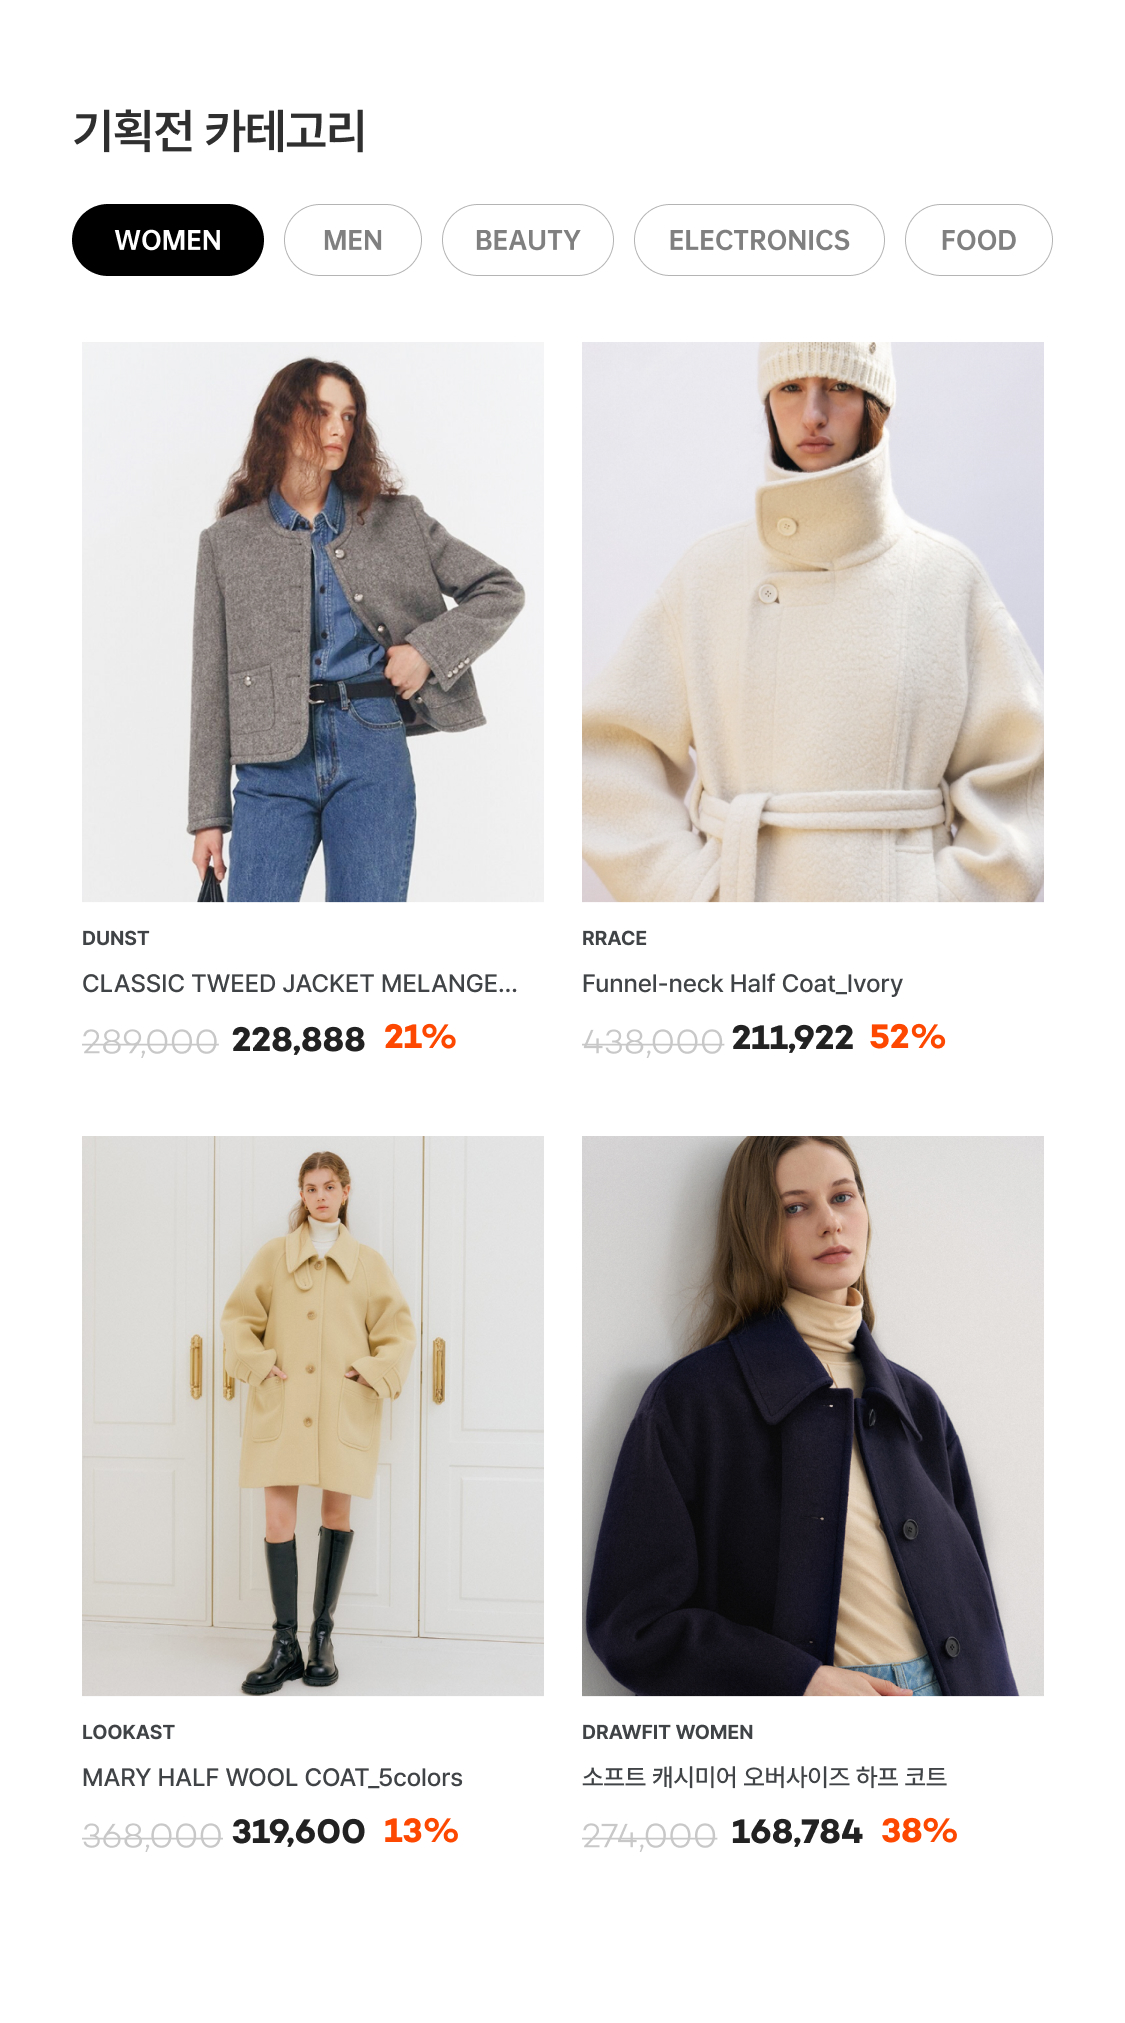 기획전 카테고리
WOMEN MEN BEAUTY ELECTRONICS FOOD
DUNST
CLASSIC TWEED JACKET MELANGE...
289,000 228,888 21%
RRACE
Funnel-neck Half Coat_Ivory
438,000 211,922 52%
LOOKAST
MARY HALF WOOL COAT_5colors
368,000 319,600 13%
DRAWFIT WOMEN
소프트 캐시미어 오버사이즈 하프 코트
274,000 168,784 38%